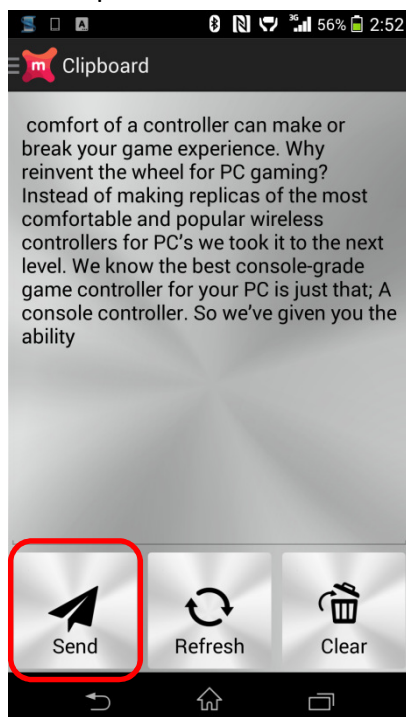 3G 56% 2:52
m Clipboard
comfort of a controller can make or
break your game experience. Why
reinvent the wheel for PC gaming?
Instead of making replicas of the most
comfortable and popular wireless
controllers for PC's we took it to the next
level. We know the best console-grade
game controller for your PC is just that; A
console controller. So we've given you the
ability
Send Refresh Clear